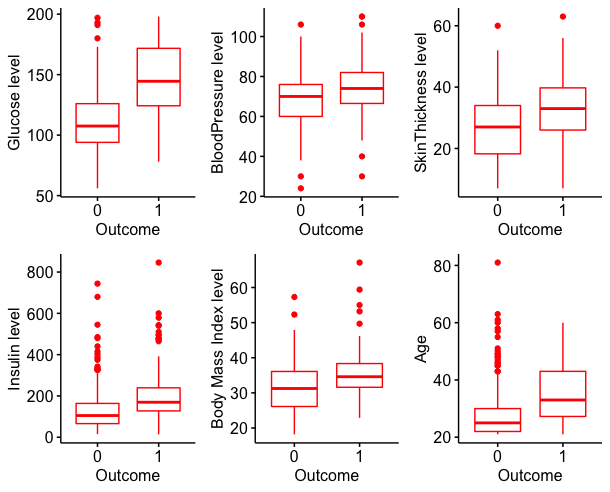 Glucose level
200
150
100
50
0 1
Outcome
BloodPressure level
100
80
60
40
20
0 1
Outcome
SkinThickness level
60
40
20
0 1
Outcome
Insulin level
800
600
400
200
0
0 1
Outcome
Body Mass Index level
60
50
40
30
20
0 1
Outcome
Age
80
60
40
20
0 1
Outcome